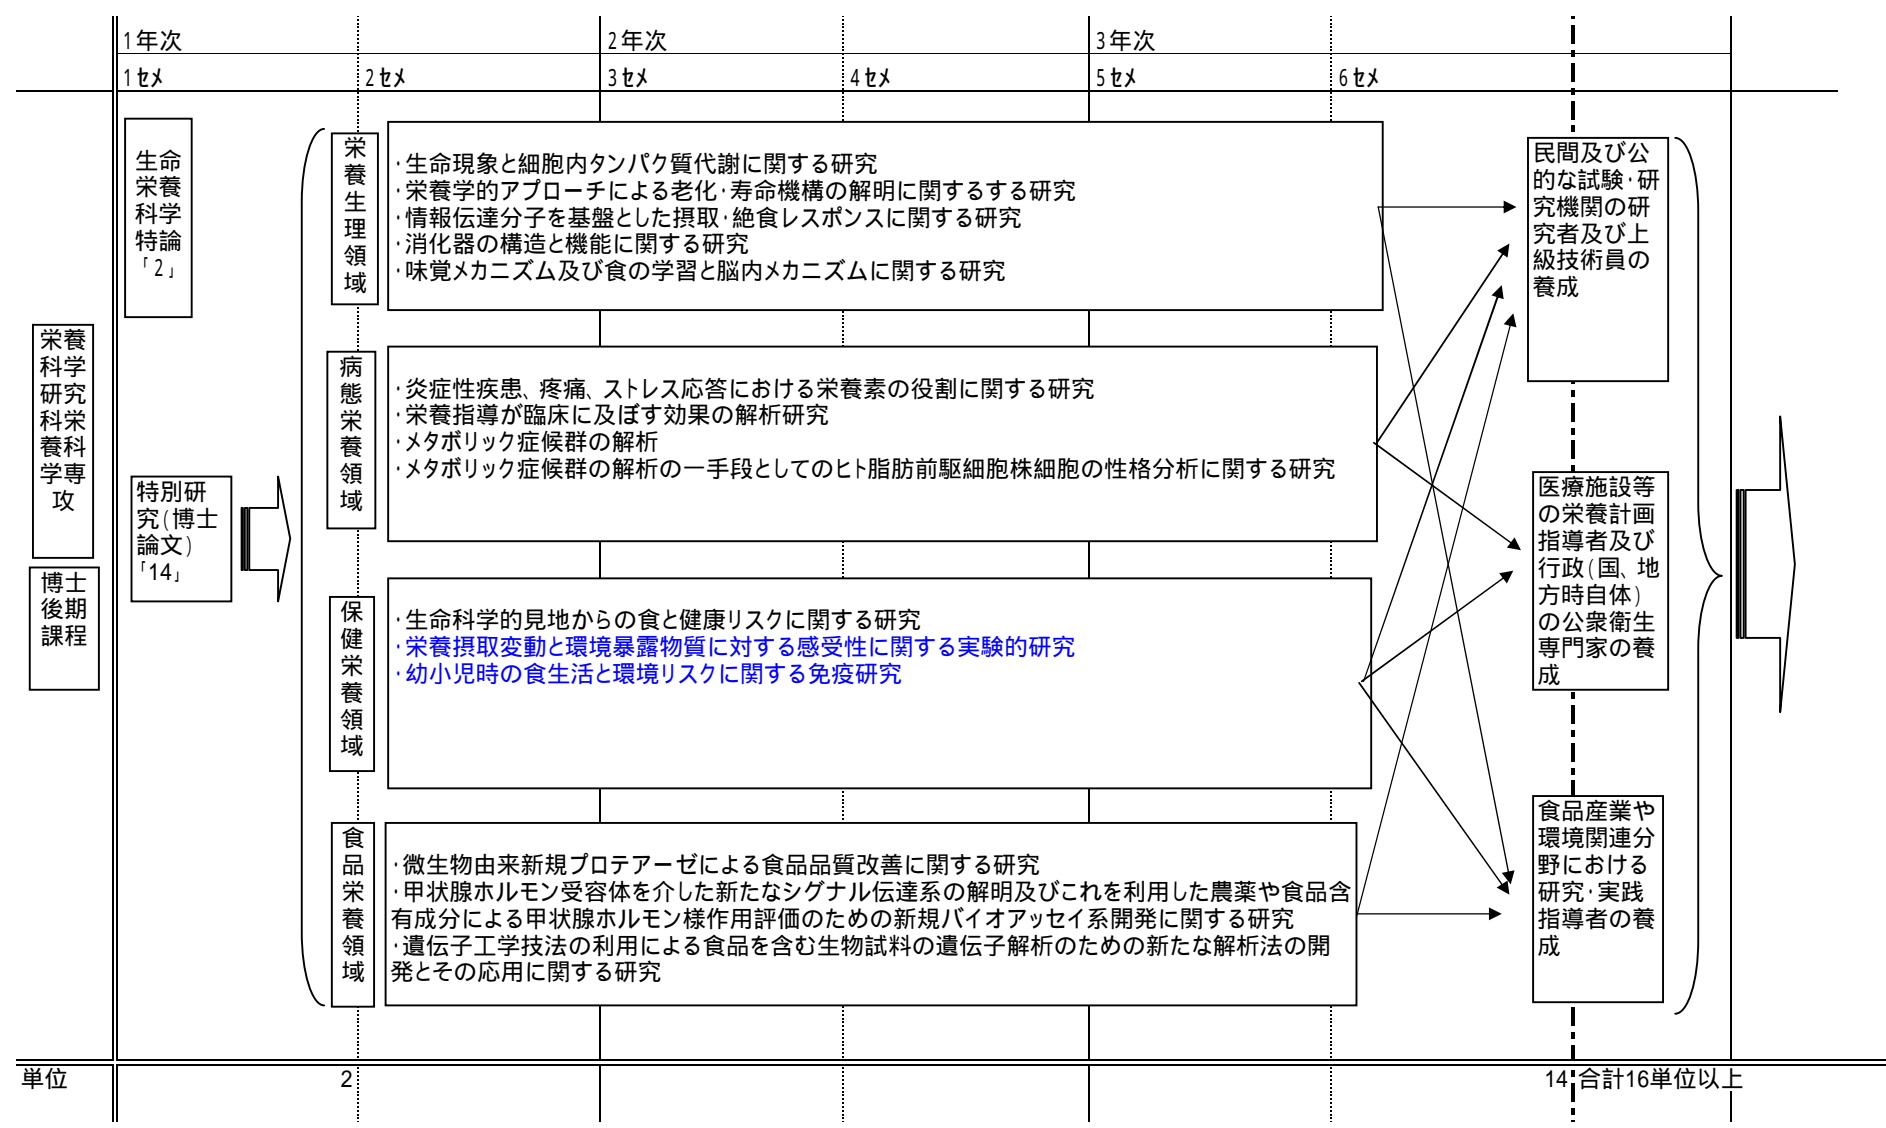 1年次
2年次
3年次
1セメ
2セメ
3セメ
4セメ
5セメ
6セメ
栄養
科学
研究
科栄
養科
学専
攻
博士
後期
課程
生命
栄養
科学
特論
「2」
特別研
究(博士
論文)
「14」
栄
養
生
理
領
域
・生命現象と細胞内タンパク質代謝に関する研究
・栄養学的アプローチによる老化・寿命機構の解明に関するする研究
・情報伝達分子を基盤とした摂取・絶食レスポンスに関する研究
・消化器の構造と機能に関する研究
・味覚メカニズム及び食の学習と脳内メカニズムに関する研究
病
態
栄
養
領
域
・炎症性疾患、疼痛、ストレス応答における栄養素の役割に関する研究
・栄養指導が臨床に及ぼす効果の解析研究
・メタボリック症候群の解析
・メタボリック症候群の解析の一手段としてのヒト脂肪前駆細胞株細胞の性格分析に関する研究
保
健
栄
養
領
域
・生命科学的見地からの食と健康リスクに関する研究
・栄養摂取変動と環境暴露物質に対する感受性に関する実験的研究
・幼小児時の食生活と環境リスクに関する免疫研究
食
品
栄
養
領
域
・微生物由来新規プロテアーゼによる食品品質改善に関する研究
・甲状腺ホルモン受容体を介した新たなシグナル伝達系の解明及びこれを利用した農薬や食品含
有成分による甲状腺ホルモン様作用評価のための新規バイオアッセイ系開発に関する研究
・遺伝子工学技法の利用による食品を含む生物試料の遺伝子解析のための新たな解析法の開
発とその応用に関する研究
民間及び公
的な試験・研
究機関の研
究者及び上
級技術員の
養成
医療施設等
の栄養計画
指導者及び
行政(国、地
方時自体)
の公衆衛生
専門家の養
成
食品産業や
環境関連分
野における
研究・実践
指導者の養
成
単位
2
14
合計16単位以上